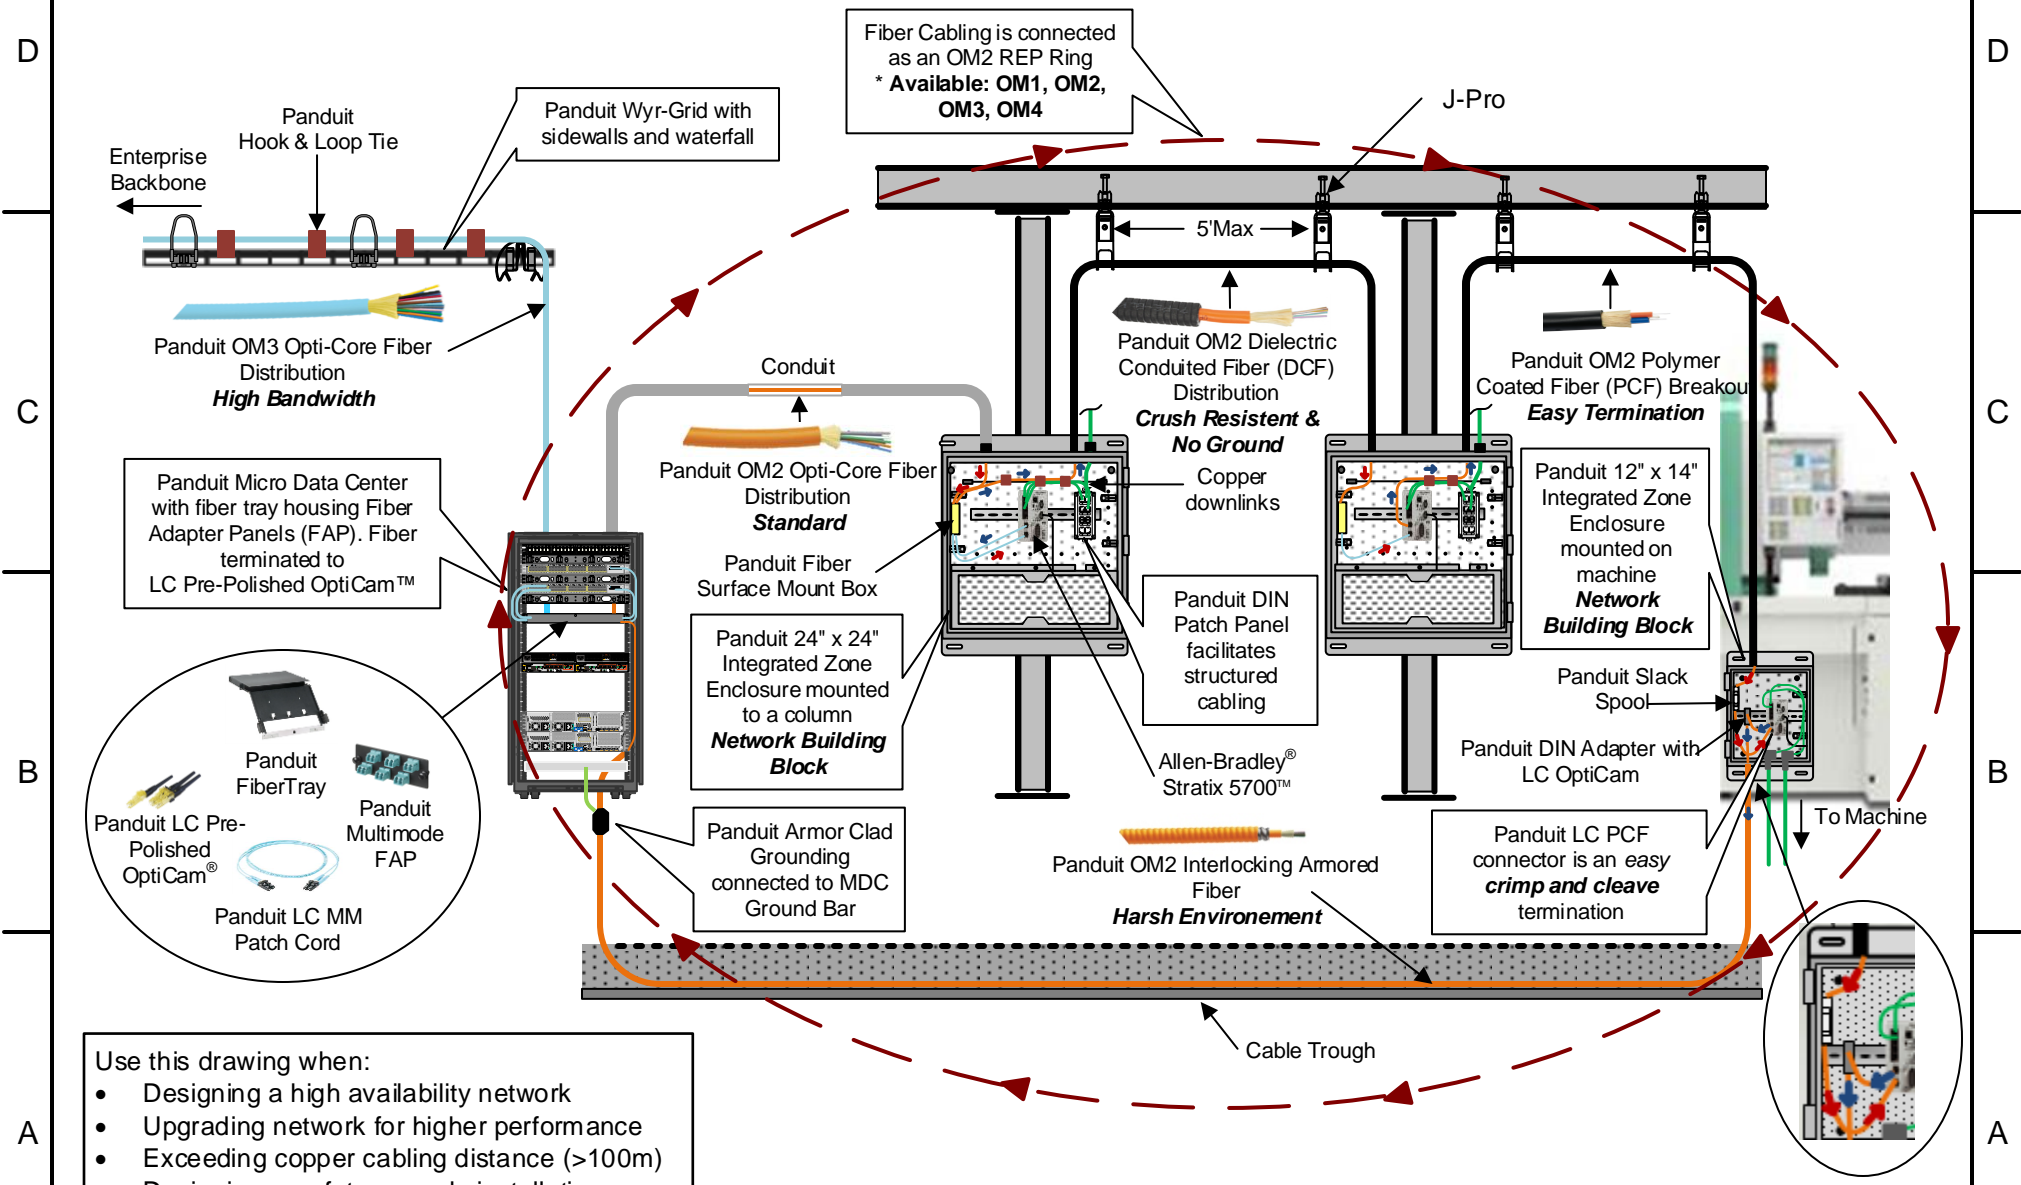 D
D
Fiber Cabling is connected
as an OM2 REP Ring
* Available: OM1, OM2,
OM3, OM4
J-Pro
Panduit
Hook & Loop Tie
Panduit Wyr-Grid with
sidewalls and waterfall
Enterprise
Backbone
5'Max
Panduit OM3 Opti-Core Fiber
Distribution
High Bandwidth
Conduit
Panduit OM2 Dielectric
Conduited Fiber (DCF)
Distribution
Crush Resistent &
No Ground
Panduit OM2 Polymer
Coated Fiber (PCF) Breakou
Easy Termination
C
C
Panduit OM2 Opti-Core Fiber
Distribution
Standard
Copper
downlinks
Panduit Micro Data Center
with fiber tray housing Fiber
Adapter Panels (FAP). Fiber
terminated to
LC Pre-Polished OptiCam™
Panduit 12" x 14"
Integrated Zone
Enclosure
mounted on
machine
Network
Building Block
Panduit Fiber
Surface Mount Box
Panduit 24" x 24"
Integrated Zone
Enclosure mounted
to a column
Network Building
Block
Panduit DIN
Patch Panel
facilitates
structured
cabling
Panduit Slack
Spool
Panduit DIN Adapter with
LC OptiCam
Allen-Bradley®
Stratix 5700™
B
B
Panduit
FiberTray
Panduit LC Pre-
Polished
OptiCam®
Panduit
Multimode
FAP
Panduit LC MM
Patch Cord
Panduit Armor Clad
Grounding
connected to MDC
Ground Bar
Panduit OM2 Interlocking Armored
Fiber
Harsh Environement
Panduit LC PCF
connector is an easy
crimp and cleave
termination
To Machine
Cable Trough
Use this drawing when:
• Designing a high availability network
• Upgrading network for higher performance
• Exceeding copper cabling distance (>100m)
A
A